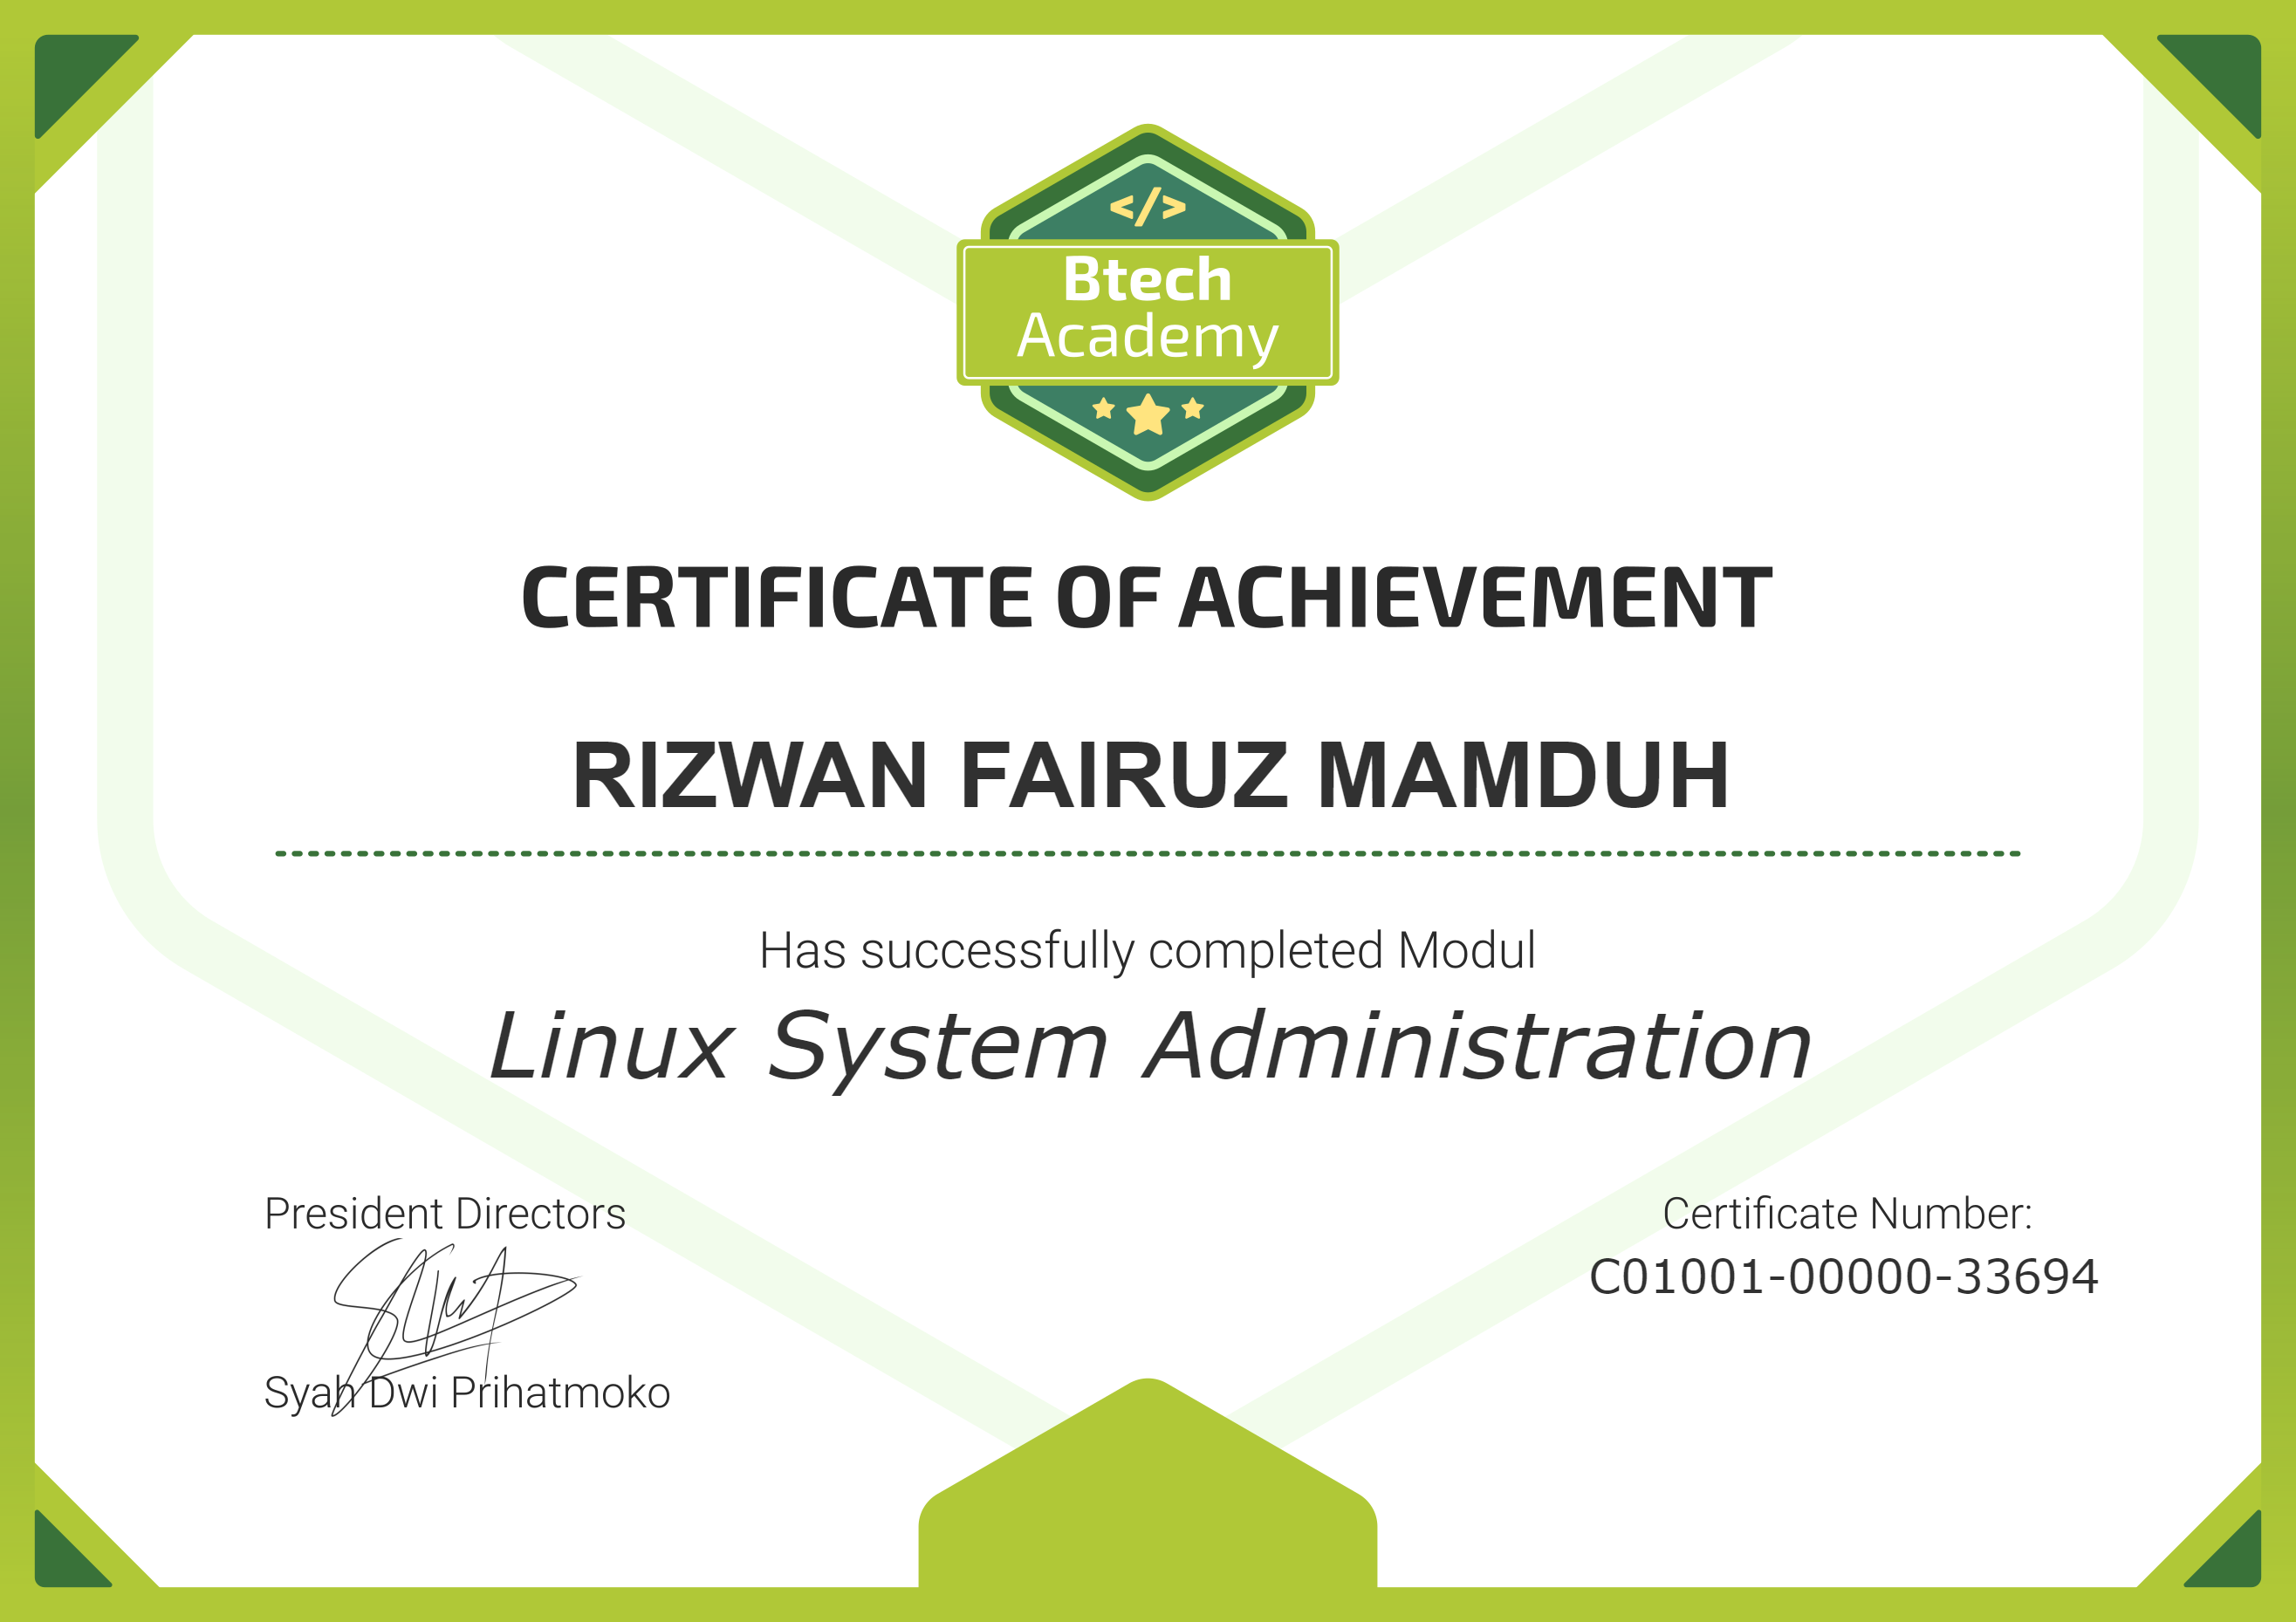 </>
Btech
Academy
CERTIFICATE OF ACHIEVEMENT
RIZWAN FAIRUZ MAMDUH
Has successfully completed Modul
Linux System Administration
President Directors
Syah Dwi Prihatmoko
Certificate Number:
C01001-00000-33694